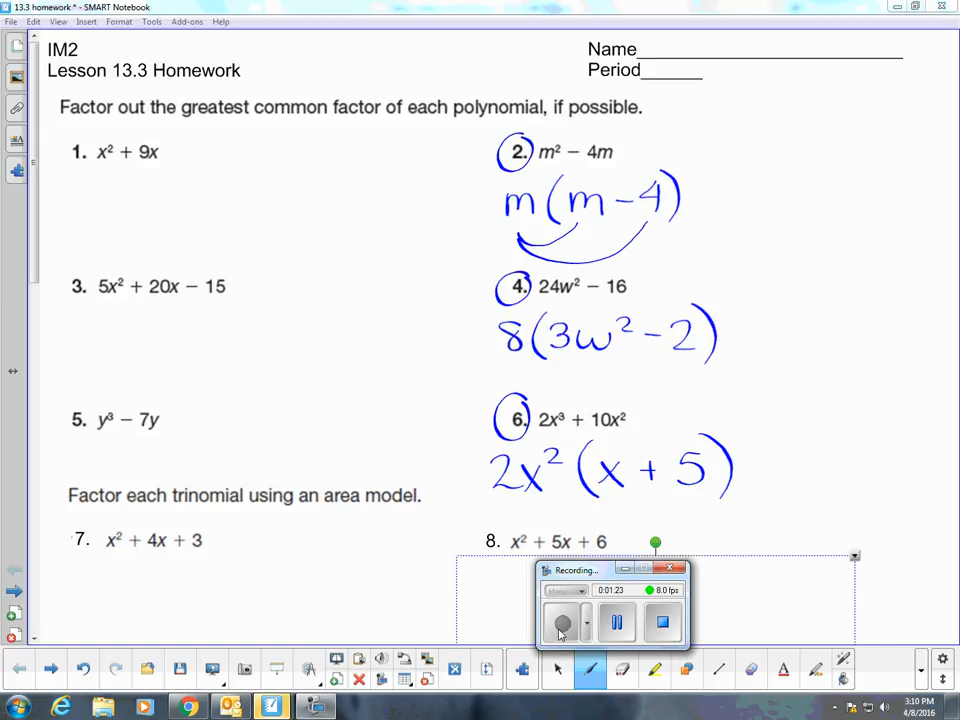 13.3 homework * - SMART Notebook
File Edit View Insert Format Tools Add-ons Help
IM2
Name
Lesson 13.3 Homework
Period
Factor out the greatest common factor of each polynomial, if possible.
1. x² + 9x
2. m² − 4m
m(m−4)
3. 5x² + 20x − 15
4. 24w² − 16
8(3w²−2)
5. y³ − 7y
6. 2x³ + 10x²
2x²(x+5)
Factor each trinomial using an area model.
7. x² + 4x + 3
8. x² + 5x + 6
Recording...
Menu 0:01:23 8.0 fps
3:10 PM
4/8/2016